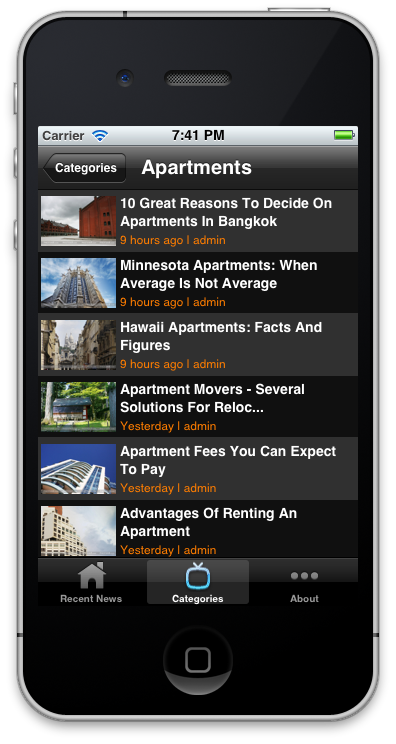 Carrier 7:41 PM
Categories Apartments
10 Great Reasons To Decide On
Apartments In Bangkok
9 hours ago | admin
Minnesota Apartments: When
Average Is Not Average
9 hours ago | admin
Hawaii Apartments: Facts And
Figures
9 hours ago | admin
Apartment Movers - Several
Solutions For Reloc...
Yesterday | admin
Apartment Fees You Can Expect
To Pay
Yesterday | admin
Advantages Of Renting An
Apartment
Yesterday | admin
Recent News Categories About